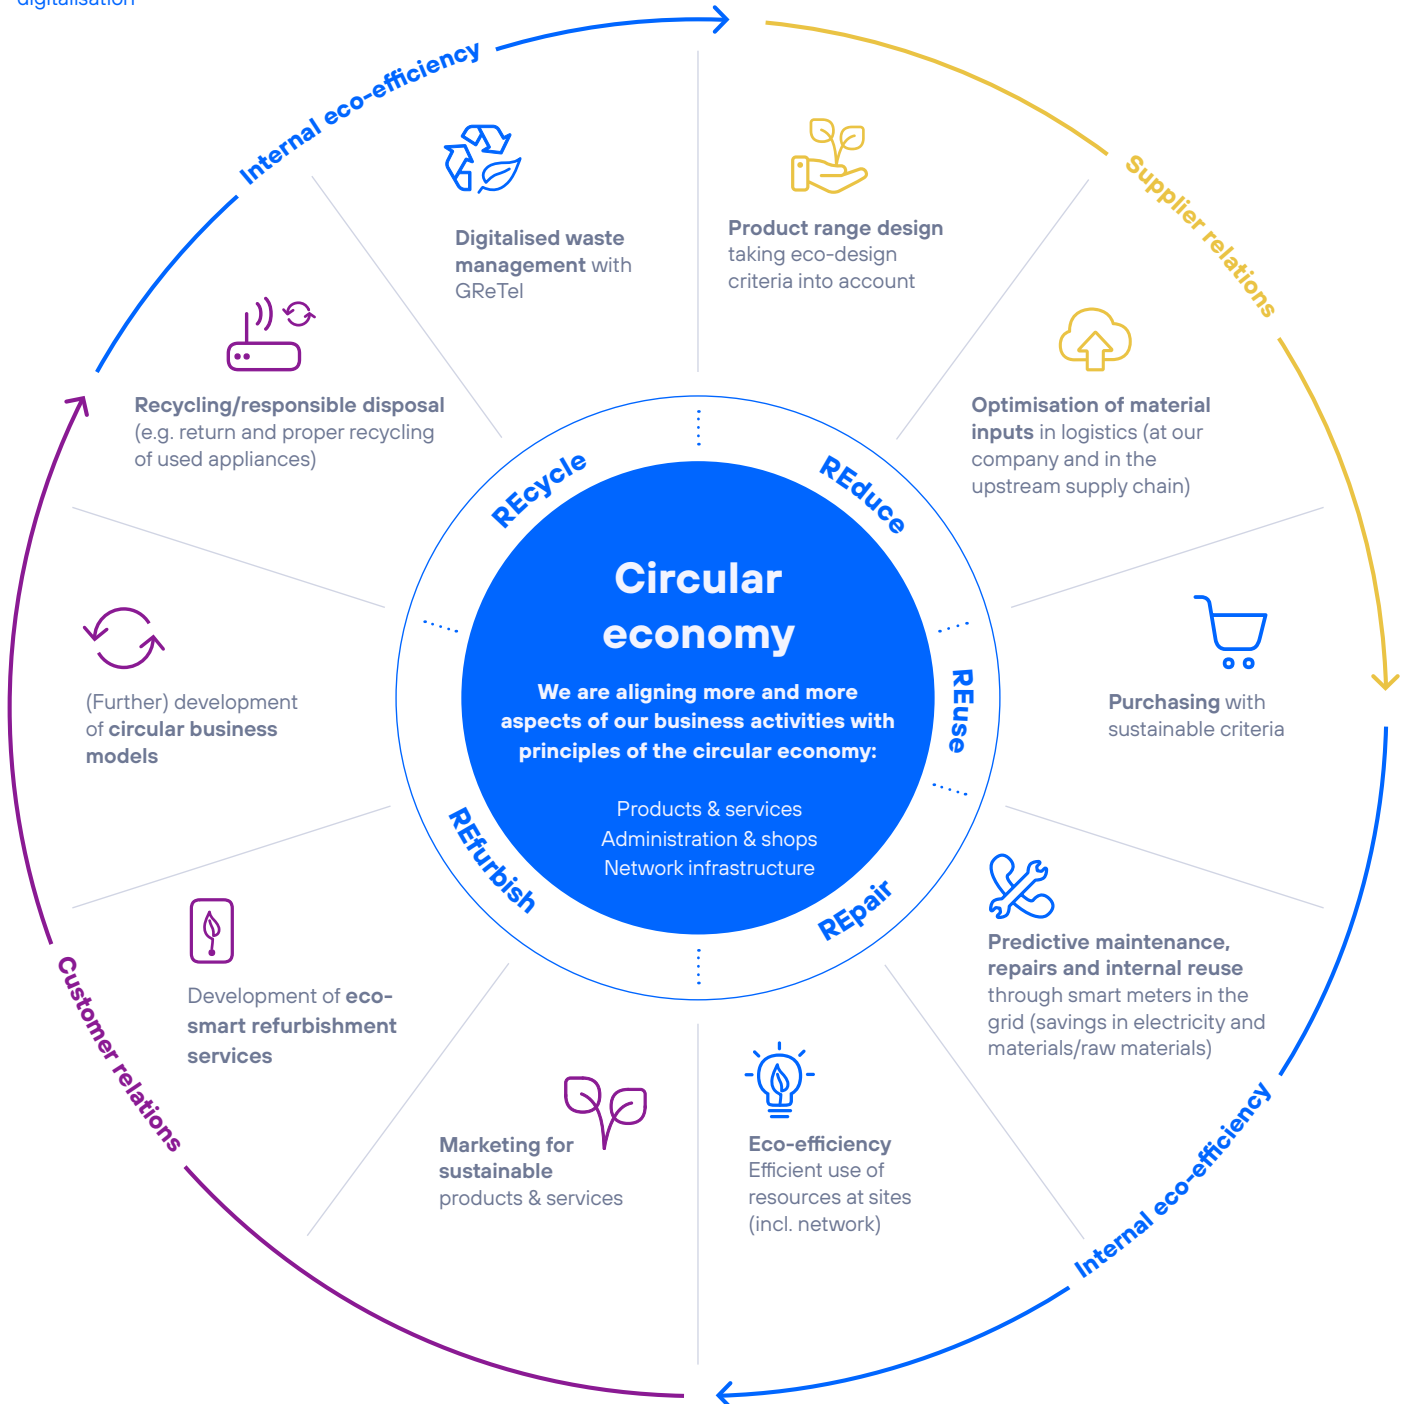 digitalisation
Internal eco-efficiency
Supplier relations
Digitalised waste
management with
GReTel
Product range design
taking eco-design
criteria into account
Recycling/responsible disposal
(e.g. return and proper recycling
of used appliances)
Optimisation of material
inputs in logistics (at our
company and in the
upstream supply chain)
REcycle
REduce
REuse
REpair
REfurbish
Circular
economy
We are aligning more and more
aspects of our business activities with
principles of the circular economy:
Products & services
Administration & shops
Network infrastructure
(Further) development
of circular business
models
Purchasing with
sustainable criteria
Predictive maintenance,
repairs and internal reuse
through smart meters in the
grid (savings in electricity and
materials/raw materials)
Development of eco-
smart refurbishment
services
Marketing for
sustainable
products & services
Eco-efficiency
Efficient use of
resources at sites
(incl. network)
Customer relations
Internal eco-efficiency